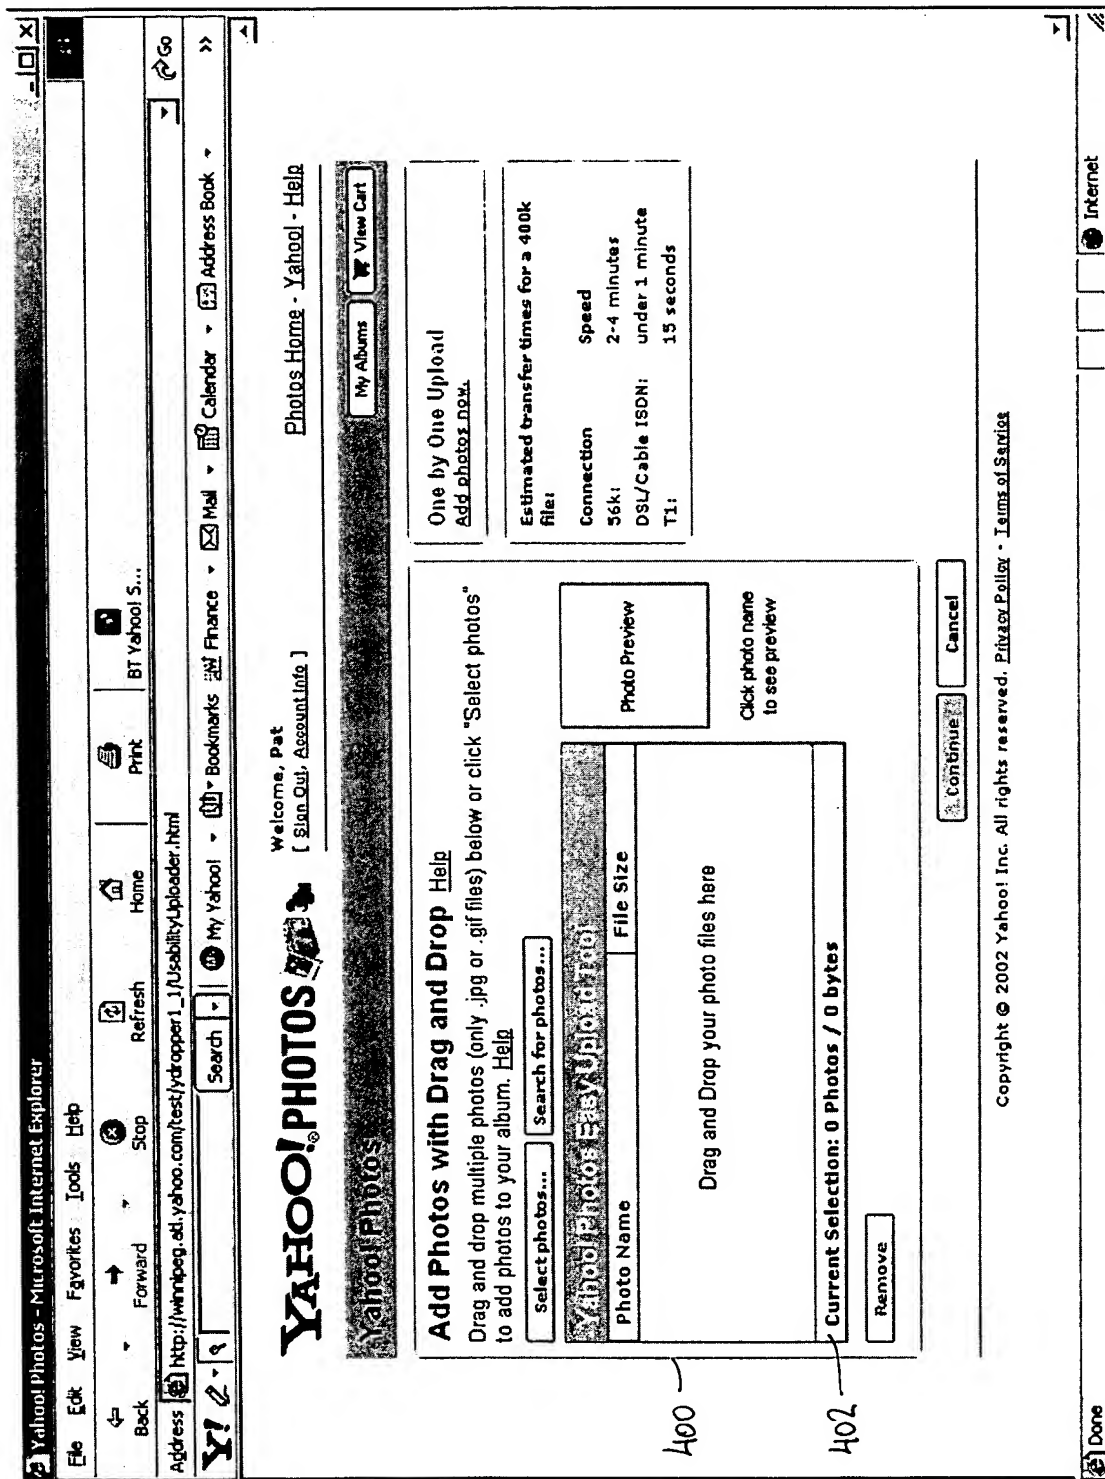 Yahoo! Photos - Microsoft Internet Explorer
File Edit View Favorites Tools Help
Back Forward Stop Refresh Home Print BT Yahoo! S...
Address http://winnipeg.atl.yahoo.com/test/ydropper1_1/UsabilityUploader.html Go
Y! Search My Yahoo! Bookmarks Finance Mail Calendar Address Book »
YAHOO! PHOTOS
Welcome, Pat
[ Sign Out, Account Info ]
Photos Home - Yahoo! - Help
Yahoo! Photos
My Albums View Cart
Add Photos with Drag and Drop Help
Drag and drop multiple photos (only .jpg or .gif files) below or click "Select photos"
to add photos to your album. Help
Select photos... Search for photos...
Yahoo! Photos Easy Upload Tool
Photo Name File Size
Drag and Drop your photo files here
Current Selection: 0 Photos / 0 bytes
Remove
Photo Preview
Click photo name
to see preview
One by One Upload
Add photos now.
Estimated transfer times for a 400k
file:
Connection Speed
56k: 2-4 minutes
DSL/Cable ISDN: under 1 minute
T1: 15 seconds
Continue Cancel
Copyright © 2002 Yahoo! Inc. All rights reserved. Privacy Policy - Terms of Service
Done Internet
400
402